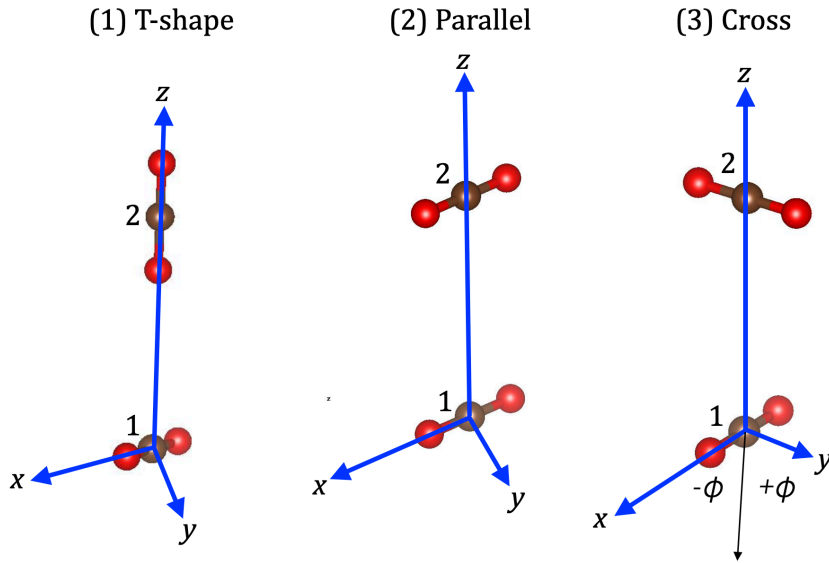 (1) T-shape
(2) Parallel
(3) Cross
z
2
1
x
y
z
2
z
1
x
y
z
2
1
x
y
-ϕ
+ϕ